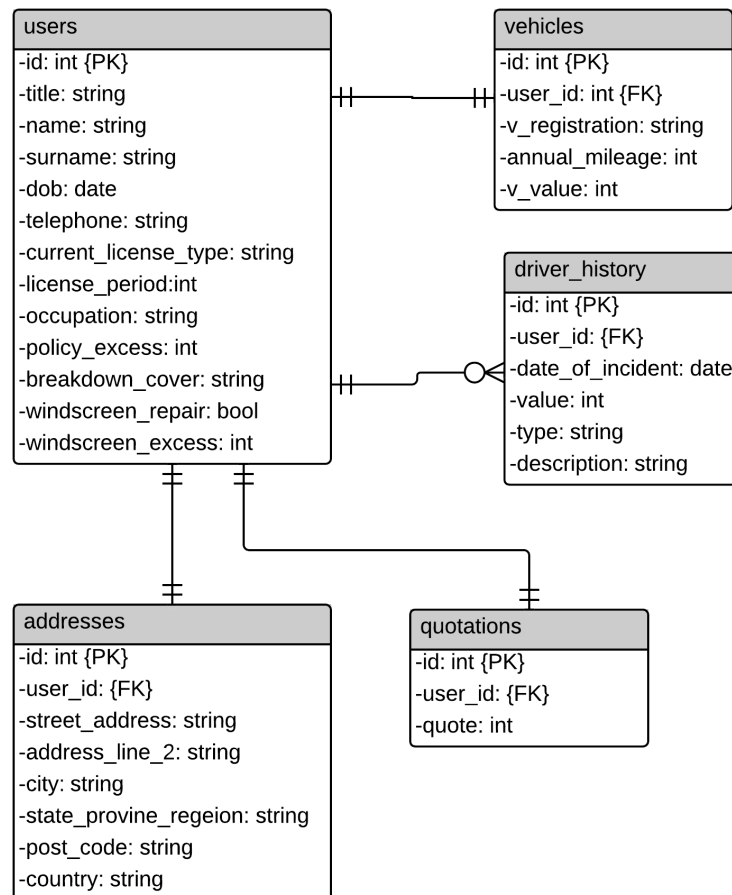 users
-id: int {PK}
-title: string
-name: string
-surname: string
-dob: date
-telephone: string
-current_license_type: string
-license_period:int
-occupation: string
-policy_excess: int
-breakdown_cover: string
-windscreen_repair: bool
-windscreen_excess: int
vehicles
-id: int {PK}
-user_id: int {FK}
-v_registration: string
-annual_mileage: int
-v_value: int
driver_history
-id: int {PK}
-user_id: {FK}
-date_of_incident: date
-value: int
-type: string
-description: string
addresses
-id: int {PK}
-user_id: {FK}
-street_address: string
-address_line_2: string
-city: string
-state_provine_regeion: string
-post_code: string
-country: string
quotations
-id: int {PK}
-user_id: {FK}
-quote: int